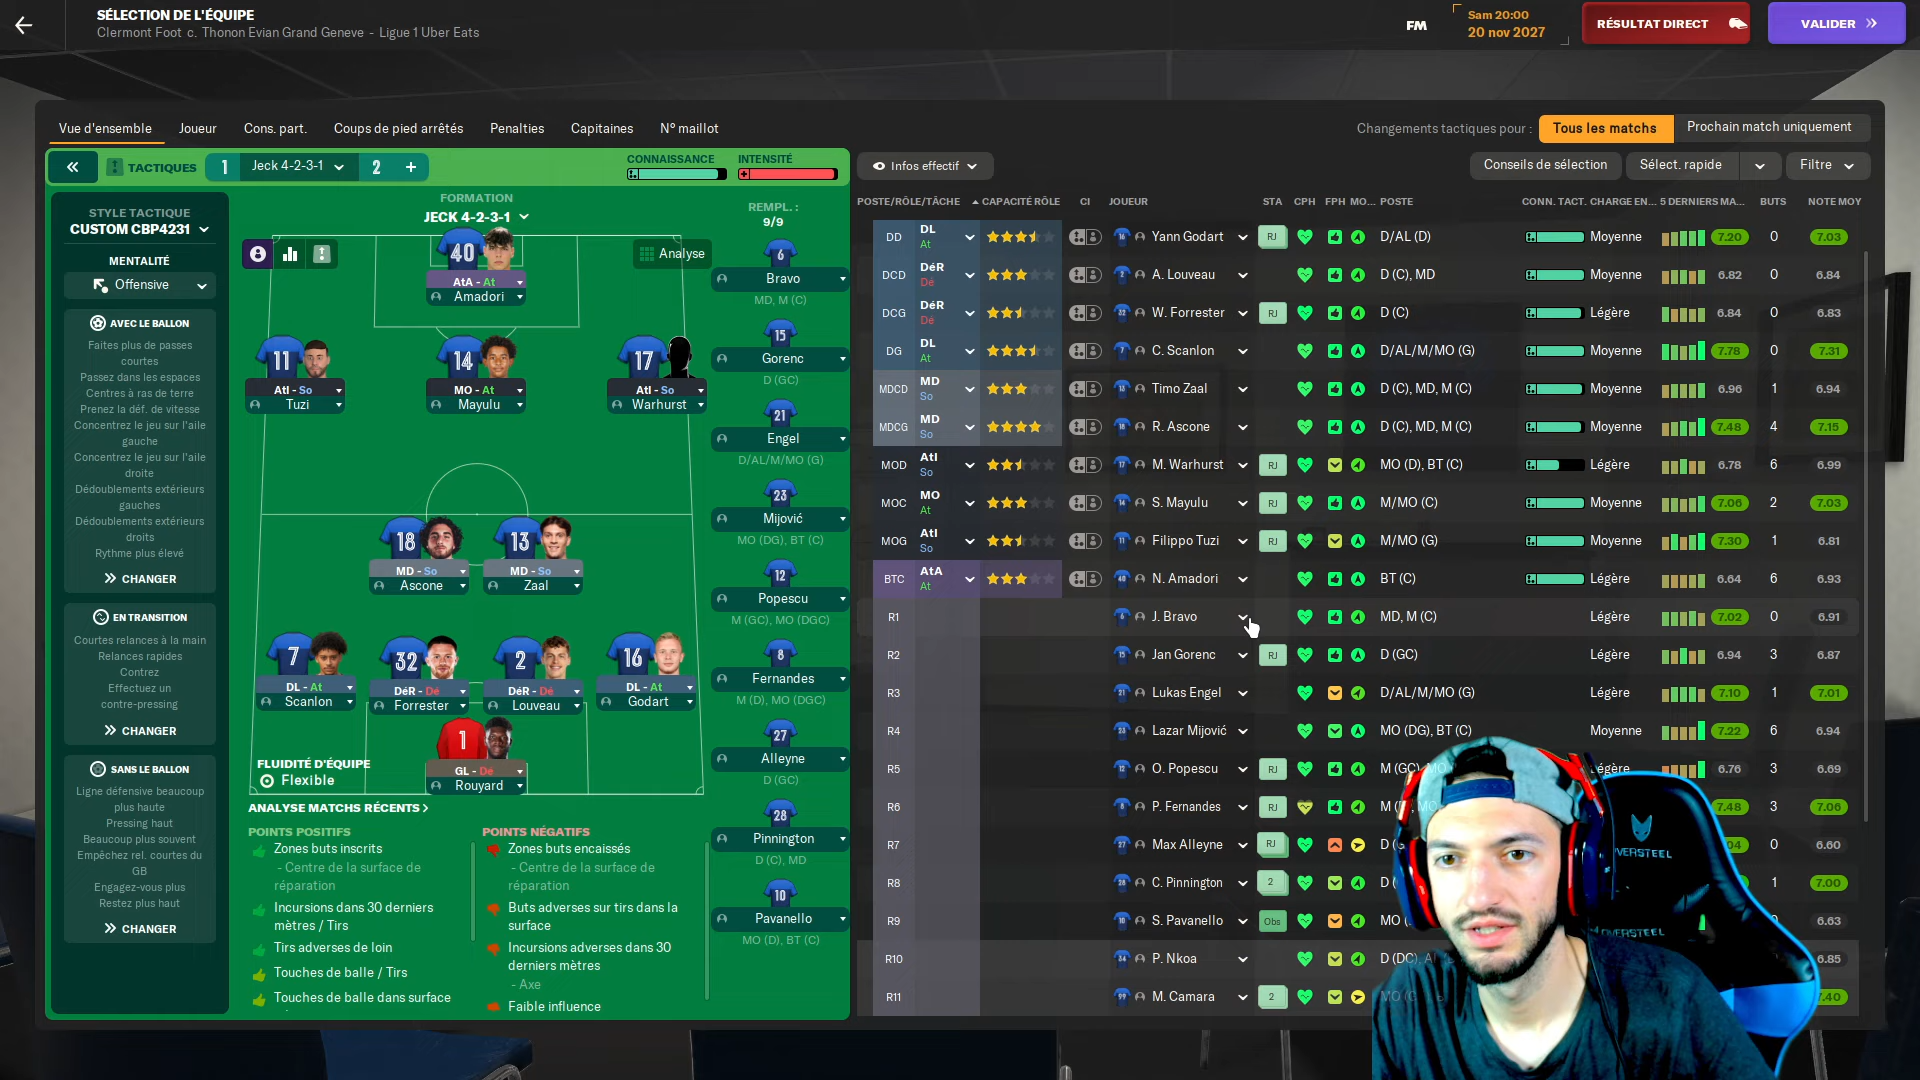 SÉLECTION DE L'ÉQUIPE
Clermont Foot c. Thonon Evian Grand Geneve - Ligue 1 Uber Eats
FM
Sam 20:00
20 nov 2027
RÉSULTAT DIRECT
VALIDER
Vue d'ensemble
Joueur
Cons. part.
Coups de pied arrêtés
Penalties
Capitaines
N° maillot
Changements tactiques pour :
Tous les matchs
Prochain match uniquement
TACTIQUES
1
Jeck 4-2-3-1
2
+
CONNAISSANCE
INTENSITÉ
Infos effectif
Conseils de sélection
Sélect. rapide
Filtre
STYLE TACTIQUE
CUSTOM CBP4231
MENTALITÉ
Offensive
AVEC LE BALLON
Faites plus de passes
courtes
Passez dans les espaces
Centres à ras de terre
Prenez la déf. de vitesse
Concentrez le jeu sur l'aile
gauche
Concentrez le jeu sur l'aile
droite
Dédoublements extérieurs
gauches
Dédoublements extérieurs
droits
Rythme plus élevé
CHANGER
EN TRANSITION
Courtes relances à la main
Relances rapides
Contrez
Effectuez un
contre-pressing
CHANGER
SANS LE BALLON
Ligne défensive beaucoup
plus haute
Pressing haut
Beaucoup plus souvent
Empêchez rel. courtes du
GB
Engagez-vous plus
Restez plus haut
CHANGER
FORMATION
JECK 4-2-3-1
Analyse
40
AtA - At
Amadori
11
AtI - So
Tuzi
14
MO - At
Mayulu
17
AtI - So
Warhurst
18
MD - So
Ascone
13
MD - So
Zaal
7
DL - At
Scanlon
32
DéR - Dé
Forrester
2
DéR - Dé
Louveau
16
DL - At
Godart
1
GL - Dé
Rouyard
FLUIDITÉ D'ÉQUIPE
Flexible
REMPL. :
9/9
6
Bravo
MD, M (C)
15
Gorenc
D (GC)
21
Engel
D/AL/M/MO (G)
23
Mijović
MO (DG), BT (C)
12
Popescu
M (GC), MO (DGC)
8
Fernandes
M (D), MO (DGC)
27
Alleyne
D (GC)
28
Pinnington
D (C), MD
10
Pavanello
MO (D), BT (C)
ANALYSE MATCHS RÉCENTS
POINTS POSITIFS
Zones buts inscrits
- Centre de la surface de
réparation
Incursions dans 30 derniers
mètres / Tirs
Tirs adverses de loin
Touches de balle / Tirs
Touches de balle dans surface
POINTS NÉGATIFS
Zones buts encaissés
- Centre de la surface de
réparation
Buts adverses sur tirs dans la
surface
Incursions adverses dans 30
derniers mètres
- Axe
Faible influence
POSTE/RÔLE/TÂCHE CAPACITÉ RÔLE CI JOUEUR STA CPH FPH MO... POSTE CONN. TACT. CHARGE EN... 5 DERNIERS MA... BUTS NOTE MOY
DD DL At Yann Godart RJ D/AL (D) Moyenne 7.20 0 7.03
DCD DéR Dé A. Louveau D (C), MD Moyenne 6.82 0 6.84
DCG DéR Dé W. Forrester RJ D (C) Légère 6.84 0 6.83
DG DL At C. Scanlon D/AL/M/MO (G) Moyenne 7.78 0 7.31
MDCD MD So Timo Zaal D (C), MD, M (C) Moyenne 6.96 1 6.94
MDCG MD So R. Ascone D (C), MD, M (C) Moyenne 7.48 4 7.15
MOD AtI So M. Warhurst RJ MO (D), BT (C) Légère 6.78 6 6.99
MOC MO At S. Mayulu RJ M/MO (C) Moyenne 7.06 2 7.03
MOG AtI So Filippo Tuzi RJ M/MO (G) Moyenne 7.30 1 6.81
BTC AtA At N. Amadori BT (C) Légère 6.64 6 6.93
R1 J. Bravo MD, M (C) Légère 7.02 0 6.91
R2 Jan Gorenc RJ D (GC) Légère 6.94 3 6.87
R3 Lukas Engel D/AL/M/MO (G) Légère 7.10 1 7.01
R4 Lazar Mijović MO (DG), BT (C) Moyenne 7.22 6 6.94
R5 O. Popescu RJ M (GC), MO égère 6.76 3 6.69
R6 P. Fernandes RJ M (D), MO 7.48 3 7.06
R7 Max Alleyne RJ D (G 04 0 6.60
R8 C. Pinnington 2 D ( 1 7.00
R9 S. Pavanello Obs MO ( 6.63
R10 P. Nkoa D (DC), A 6.85
R11 M. Camara 2 MO ( .40
OVERSTEEL
OVERSTEEL